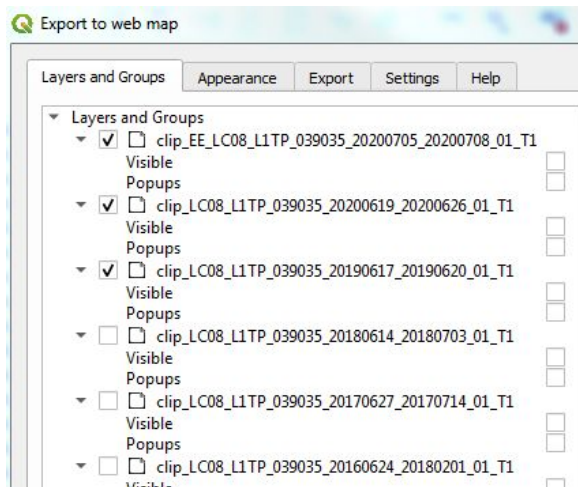 Export to web map
Layers and Groups Appearance Export Settings Help
Layers and Groups
clip_EE_LC08_L1TP_039035_20200705_20200708_01_T1
Visible
Popups
clip_LC08_L1TP_039035_20200619_20200626_01_T1
Visible
Popups
clip_LC08_L1TP_039035_20190617_20190620_01_T1
Visible
Popups
clip_LC08_L1TP_039035_20180614_20180703_01_T1
Visible
Popups
clip_LC08_L1TP_039035_20170627_20170714_01_T1
Visible
Popups
clip_LC08_L1TP_039035_20160624_20180201_01_T1
Visible